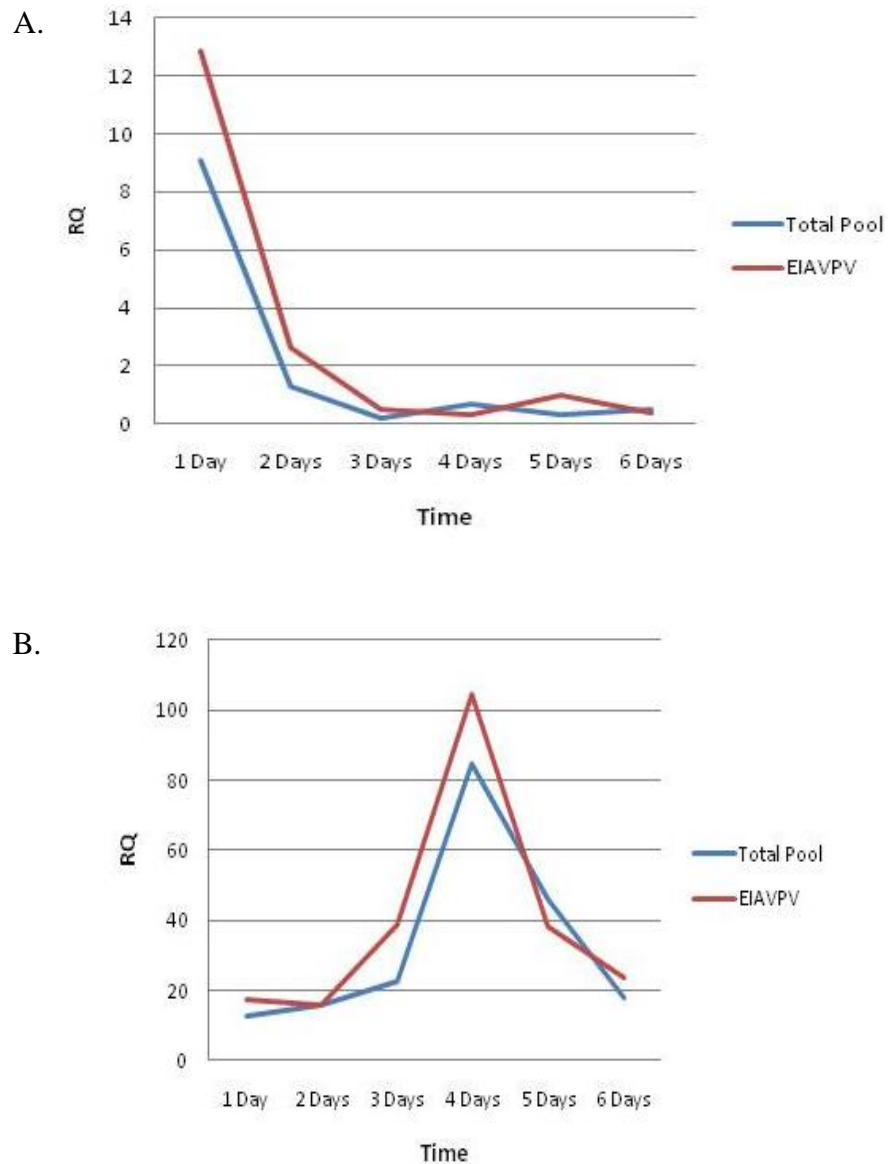 A.
14
12
10
8
6
4
2
0
RQ
1 Day 2 Days 3 Days 4 Days 5 Days 6 Days
Time
Total Pool
EIAVPV
B.
120
100
80
60
40
20
0
RQ
1 Day 2 Days 3 Days 4 Days 5 Days 6 Days
Time
Total Pool
EIAVPV